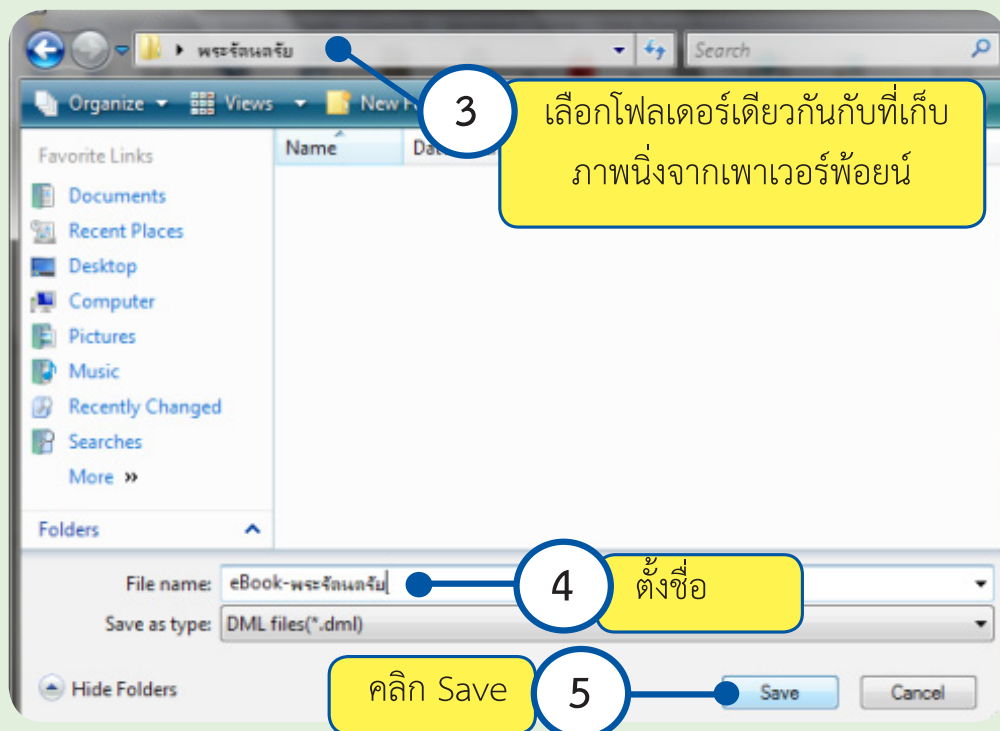 พระรัตนตรัย
Search
Organize Views New F
3
เลือกโฟลเดอร์เดียวกันกับที่เก็บ
ภาพนิ่งจากเพาเวอร์พ้อยน์
Favorite Links
Name Dat
Documents
Recent Places
Desktop
Computer
Pictures
Music
Recently Changed
Searches
More »
Folders
File name: eBook-พระรัตนตรัย
4
ตั้งชื่อ
Save as type: DML files(*.dml)
Hide Folders
คลิก Save
5
Save
Cancel